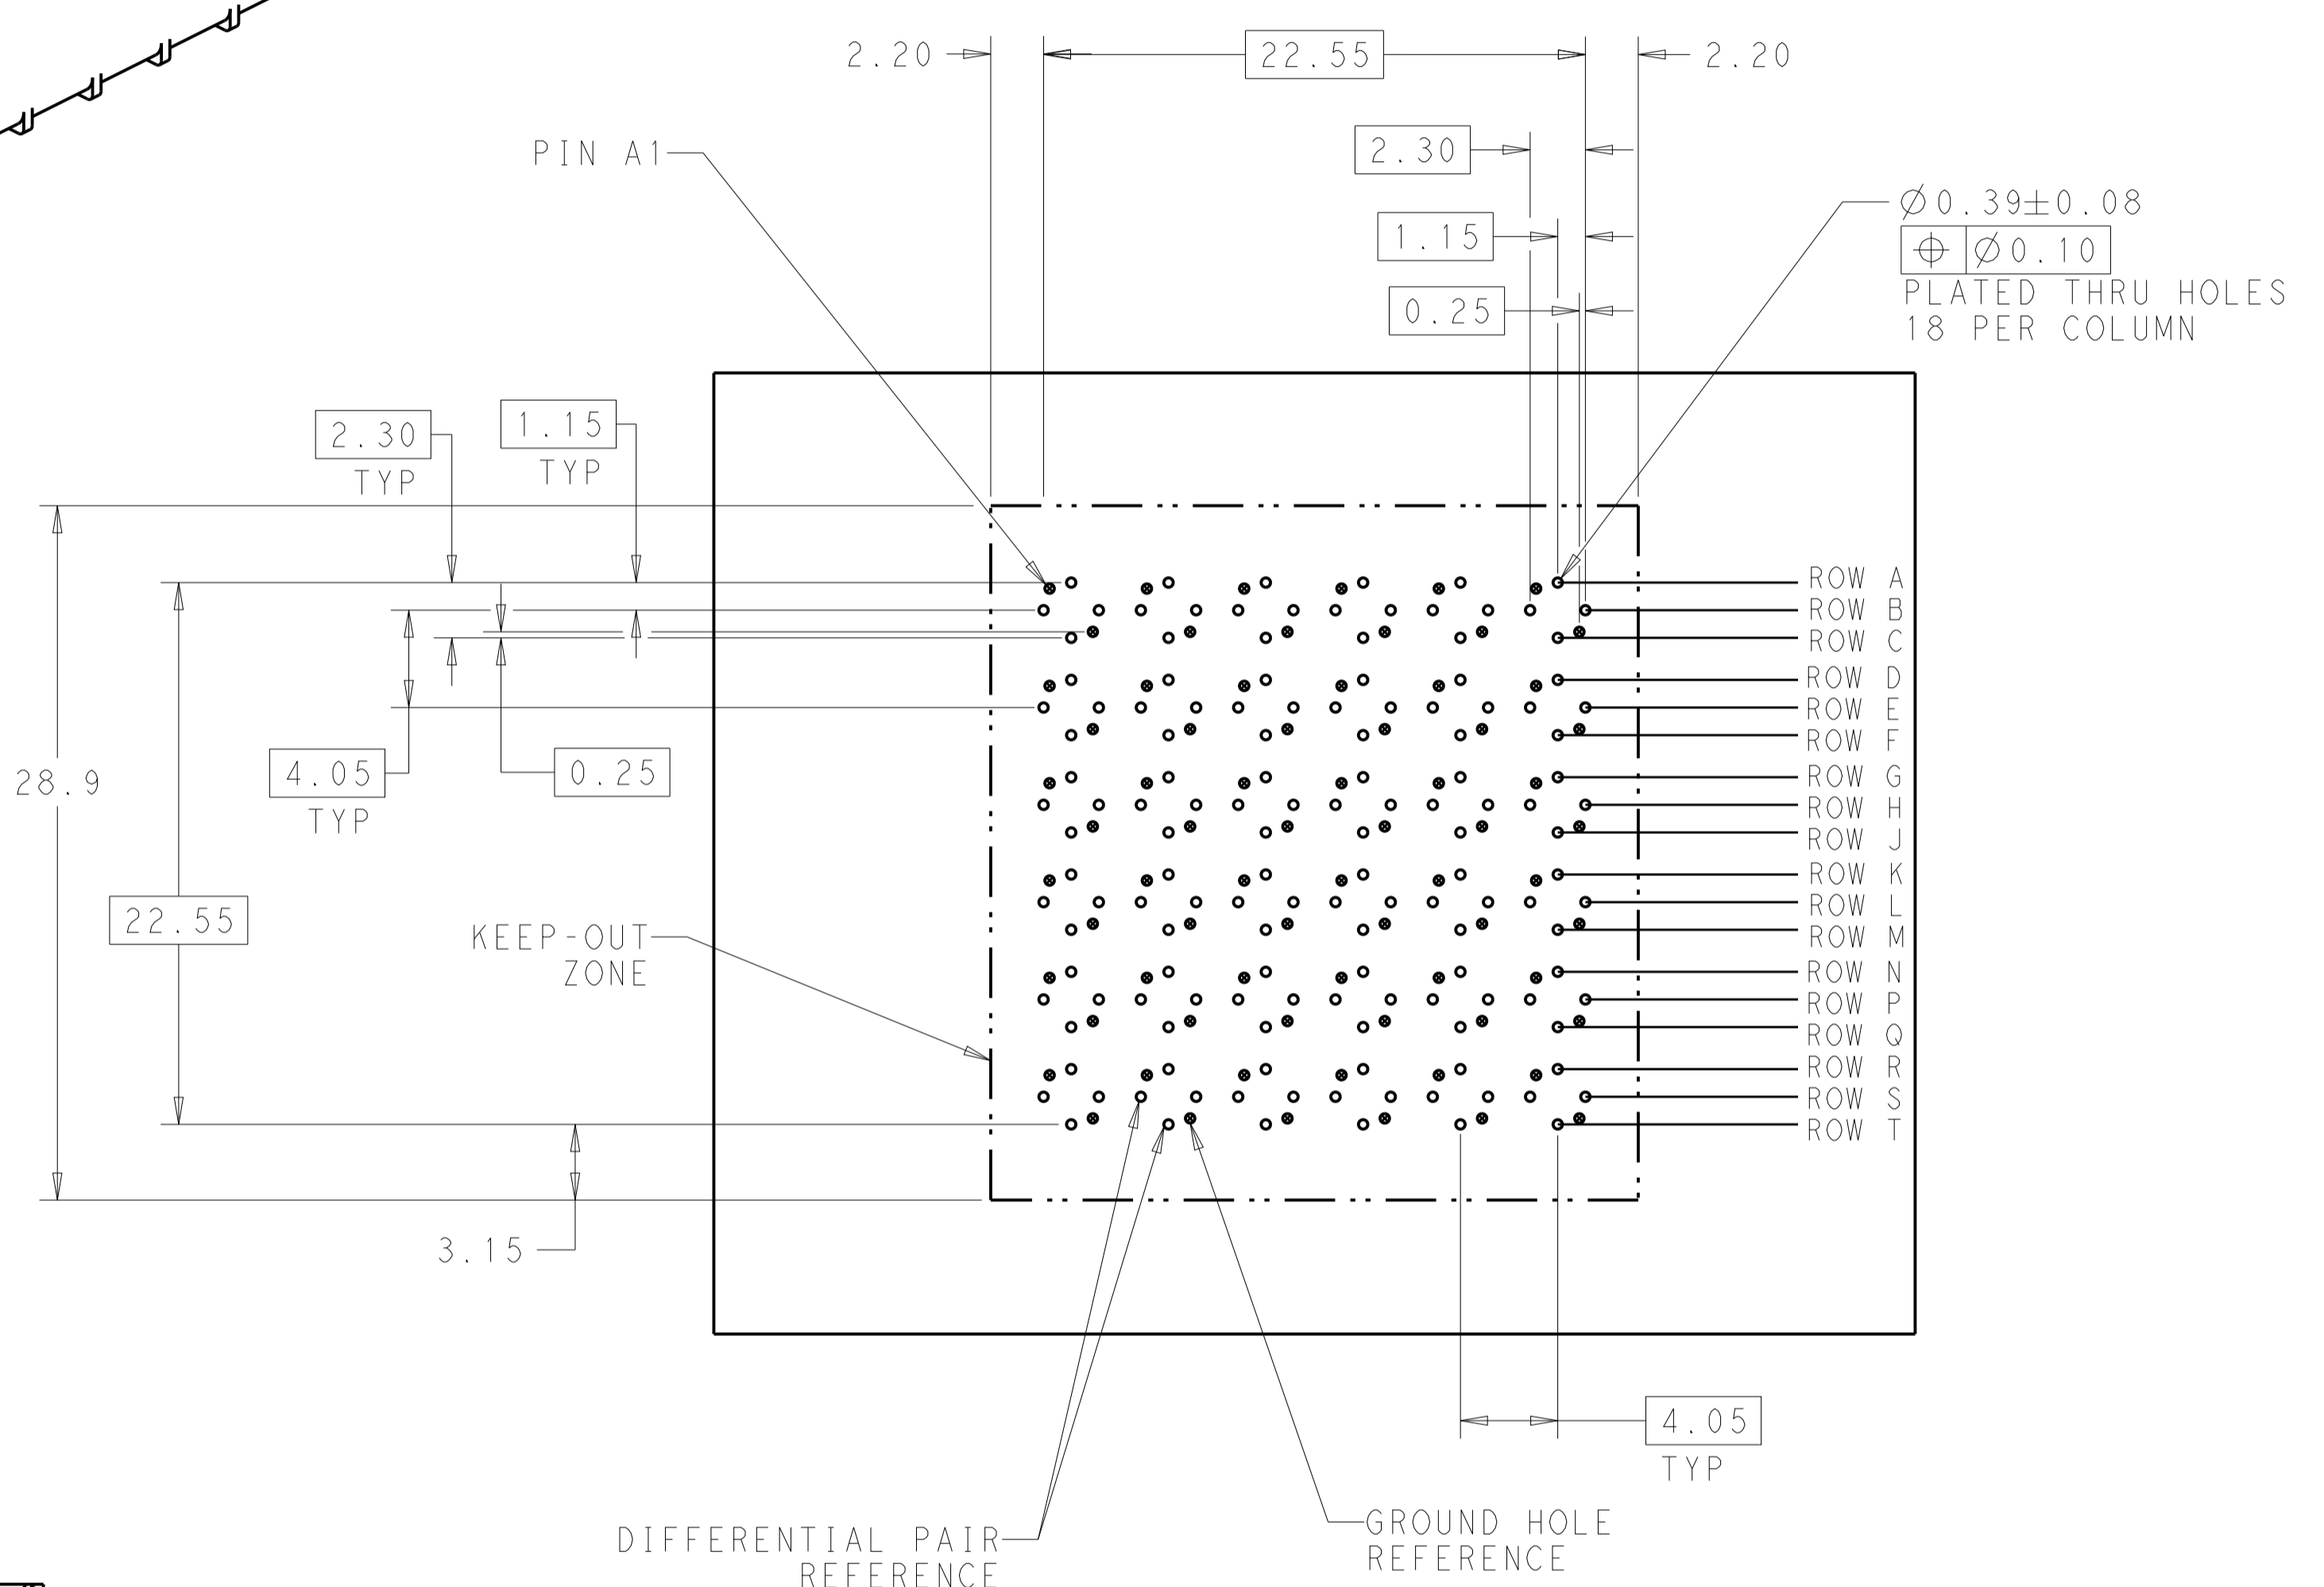 2.20
22.55
2.20
PIN A1
2.30
1.15
0.25
⌀0.39±0.08
⌖ ⌀0.10
PLATED THRU HOLES
18 PER COLUMN
2.30
TYP
1.15
TYP
ROW A
ROW B
ROW C
ROW D
ROW E
ROW F
4.05
TYP
0.25
28.9
ROW G
ROW H
ROW J
ROW K
ROW L
ROW M
22.55
KEEP-OUT
ZONE
ROW N
ROW P
ROW Q
ROW R
ROW S
ROW T
3.15
4.05
TYP
DIFFERENTIAL PAIR
REFERENCE
GROUND HOLE
REFERENCE